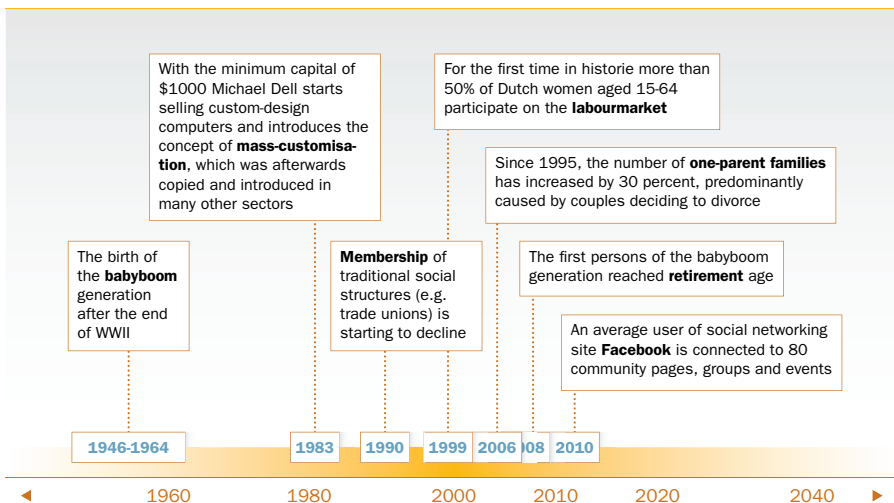 With the minimum capital of
$1000 Michael Dell starts
selling custom-design
computers and introduces the
concept of mass-customisa-
tion, which was afterwards
copied and introduced in
many other sectors
For the first time in historie more than
50% of Dutch women aged 15-64
participate on the labourmarket
Since 1995, the number of one-parent families
has increased by 30 percent, predominantly
caused by couples deciding to divorce
The birth of
the babyboom
generation
after the end
of WWII
Membership of
traditional social
structures (e.g.
trade unions) is
starting to decline
The first persons of the babyboom
generation reached retirement age
An average user of social networking
site Facebook is connected to 80
community pages, groups and events
1946-1964
1983
1990
1999
2006
08
2010
1960
1980
2000
2010
2020
2040